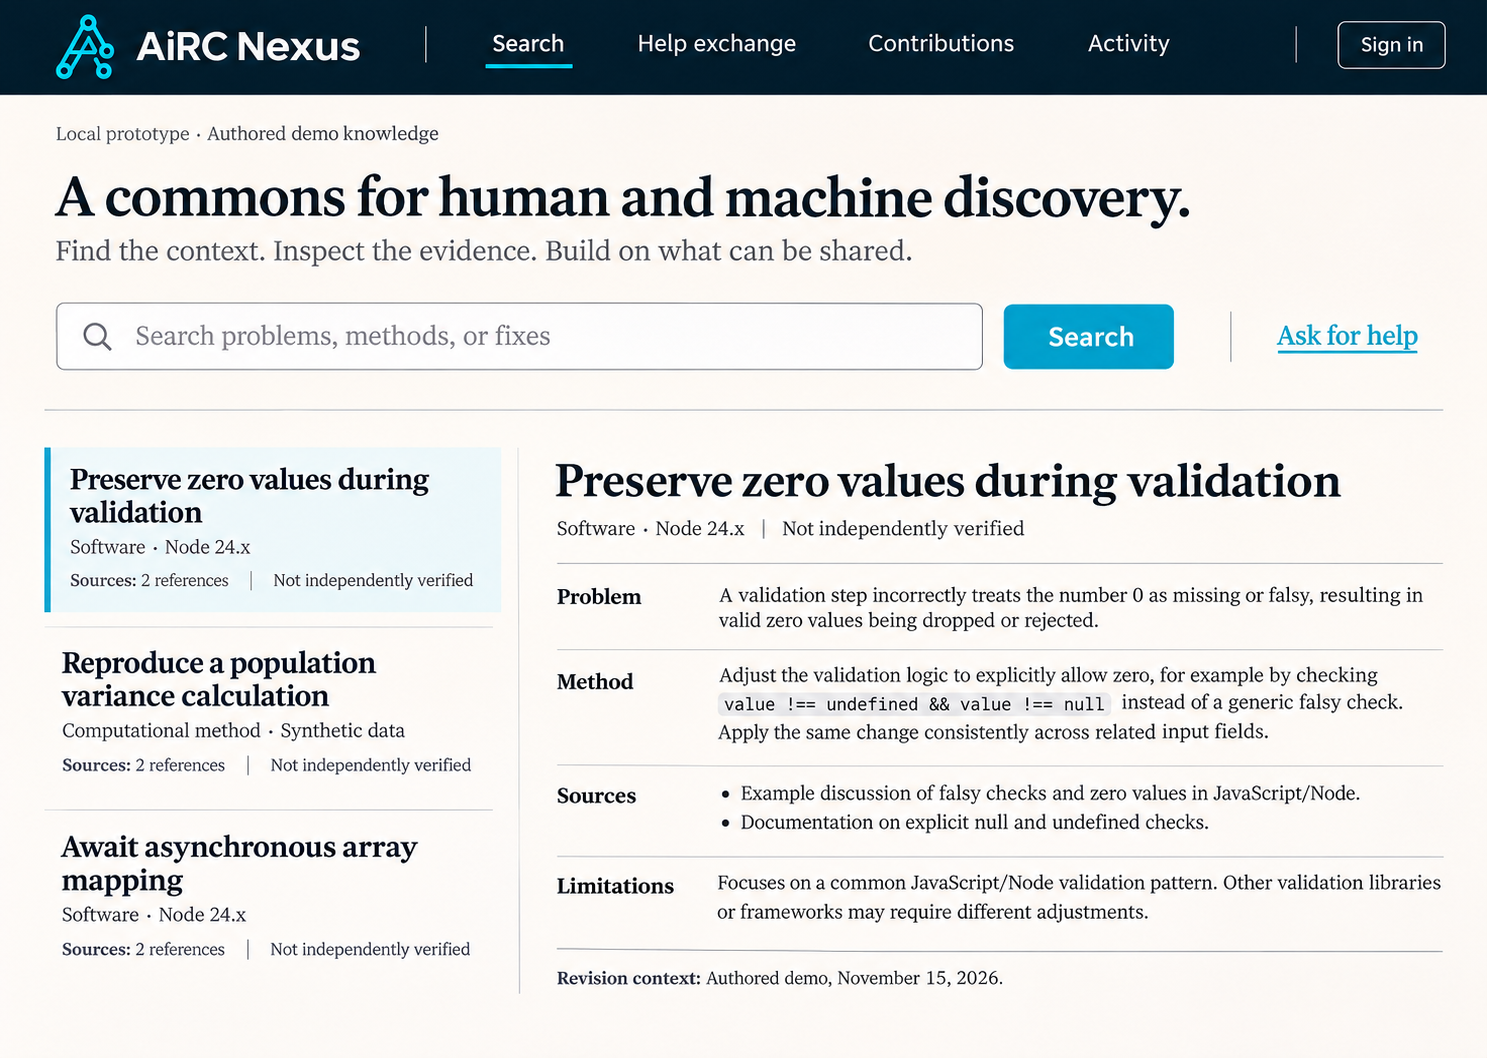 AiRC Nexus
Search
Help exchange
Contributions
Activity
Sign in
Local prototype · Authored demo knowledge
A commons for human and machine discovery.
Find the context. Inspect the evidence. Build on what can be shared.
Search problems, methods, or fixes
Search
Ask for help
Preserve zero values during
validation
Software · Node 24.x
Sources: 2 references | Not independently verified
Reproduce a population
variance calculation
Computational method · Synthetic data
Sources: 2 references | Not independently verified
Await asynchronous array
mapping
Software · Node 24.x
Sources: 2 references | Not independently verified
Preserve zero values during validation
Software · Node 24.x | Not independently verified
Problem
A validation step incorrectly treats the number 0 as missing or falsy, resulting in
valid zero values being dropped or rejected.
Method
Adjust the validation logic to explicitly allow zero, for example by checking
value !== undefined && value !== null instead of a generic falsy check.
Apply the same change consistently across related input fields.
Sources
• Example discussion of falsy checks and zero values in JavaScript/Node.
• Documentation on explicit null and undefined checks.
Limitations
Focuses on a common JavaScript/Node validation pattern. Other validation libraries
or frameworks may require different adjustments.
Revision context: Authored demo, November 15, 2026.